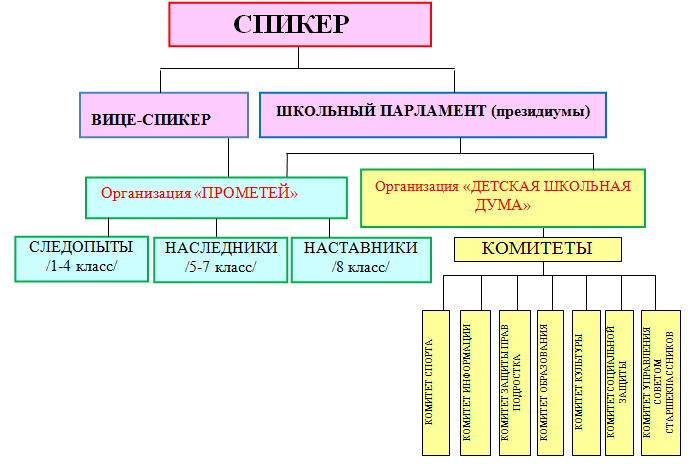 СПИКЕР
ВИЦЕ-СПИКЕР
ШКОЛЬНЫЙ ПАРЛАМЕНТ (президиумы)
Организация «ПРОМЕТЕЙ»
Организация «ДЕТСКАЯ ШКОЛЬНАЯ
ДУМА»
СЛЕДОПЫТЫ
/1-4 класс/
НАСЛЕДНИКИ
/5-7 класс/
НАСТАВНИКИ
/8 класс/
КОМИТЕТЫ
КОМИТЕТ СПОРТА
КОМИТЕТ ИНФОРМАЦИИ
КОМИТЕТ ЗАЩИТЫ ПРАВ
ПОДРОСТКА
КОМИТЕТ ОБРАЗОВАНИЯ
КОМИТЕТ КУЛЬТУРЫ
КОМИТЕТ СОЦИАЛЬНОЙ
ЗАЩИТЫ
КОМИТЕТ УПРАВЛЕНИЯ
СОВЕТОМ
СТАРШЕКЛАССНИКОВ